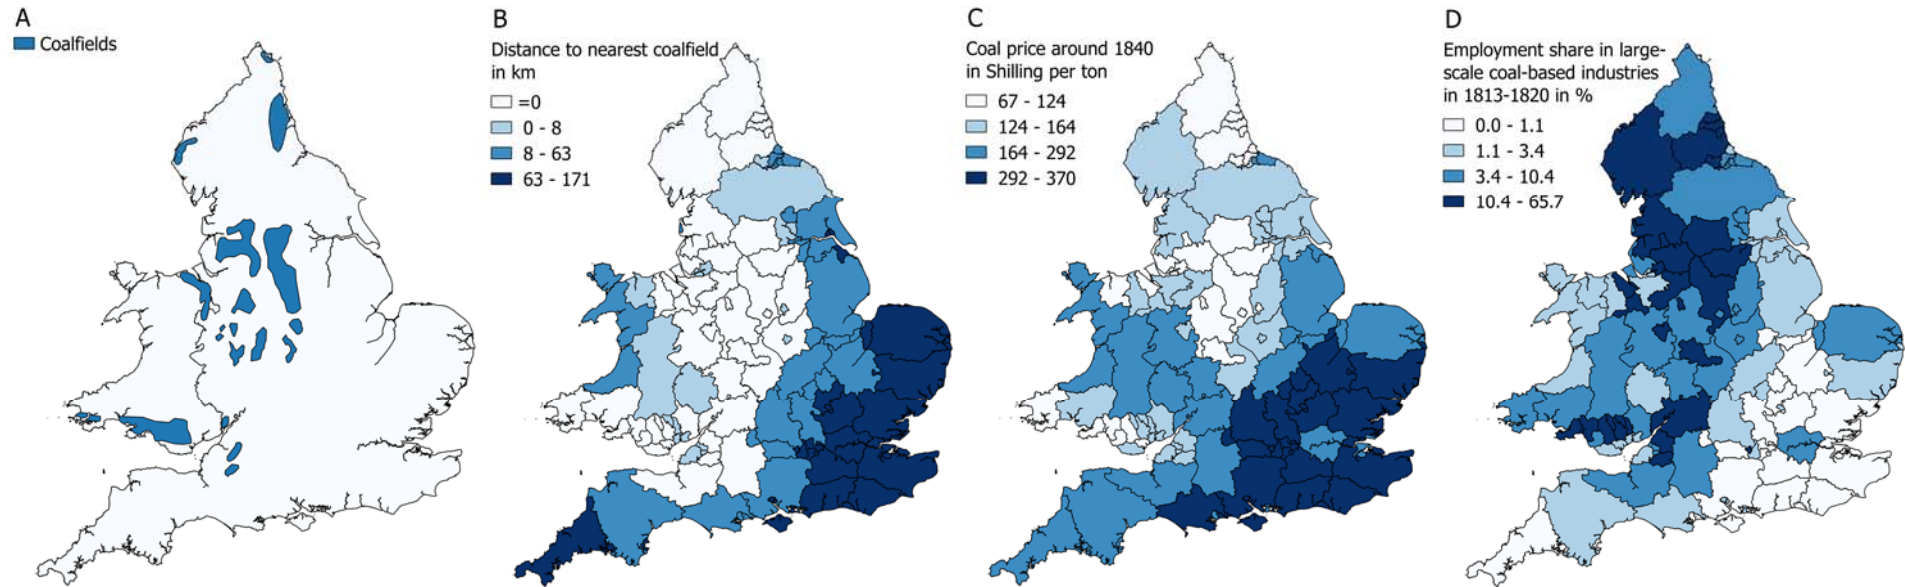 A
Coalfields
B
Distance to nearest coalfield
in km
=0
0 - 8
8 - 63
63 - 171
C
Coal price around 1840
in Shilling per ton
67 - 124
124 - 164
164 - 292
292 - 370
D
Employment share in large-
scale coal-based industries
in 1813-1820 in %
0.0 - 1.1
1.1 - 3.4
3.4 - 10.4
10.4 - 65.7